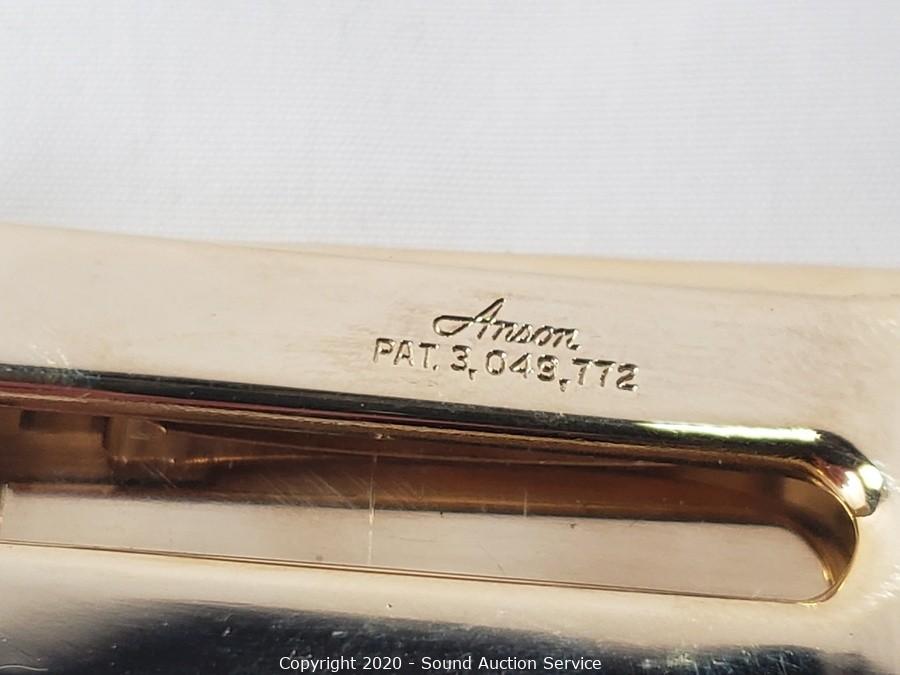 Anson
PAT. 3,049,772
Copyright 2020 - Sound Auction Service